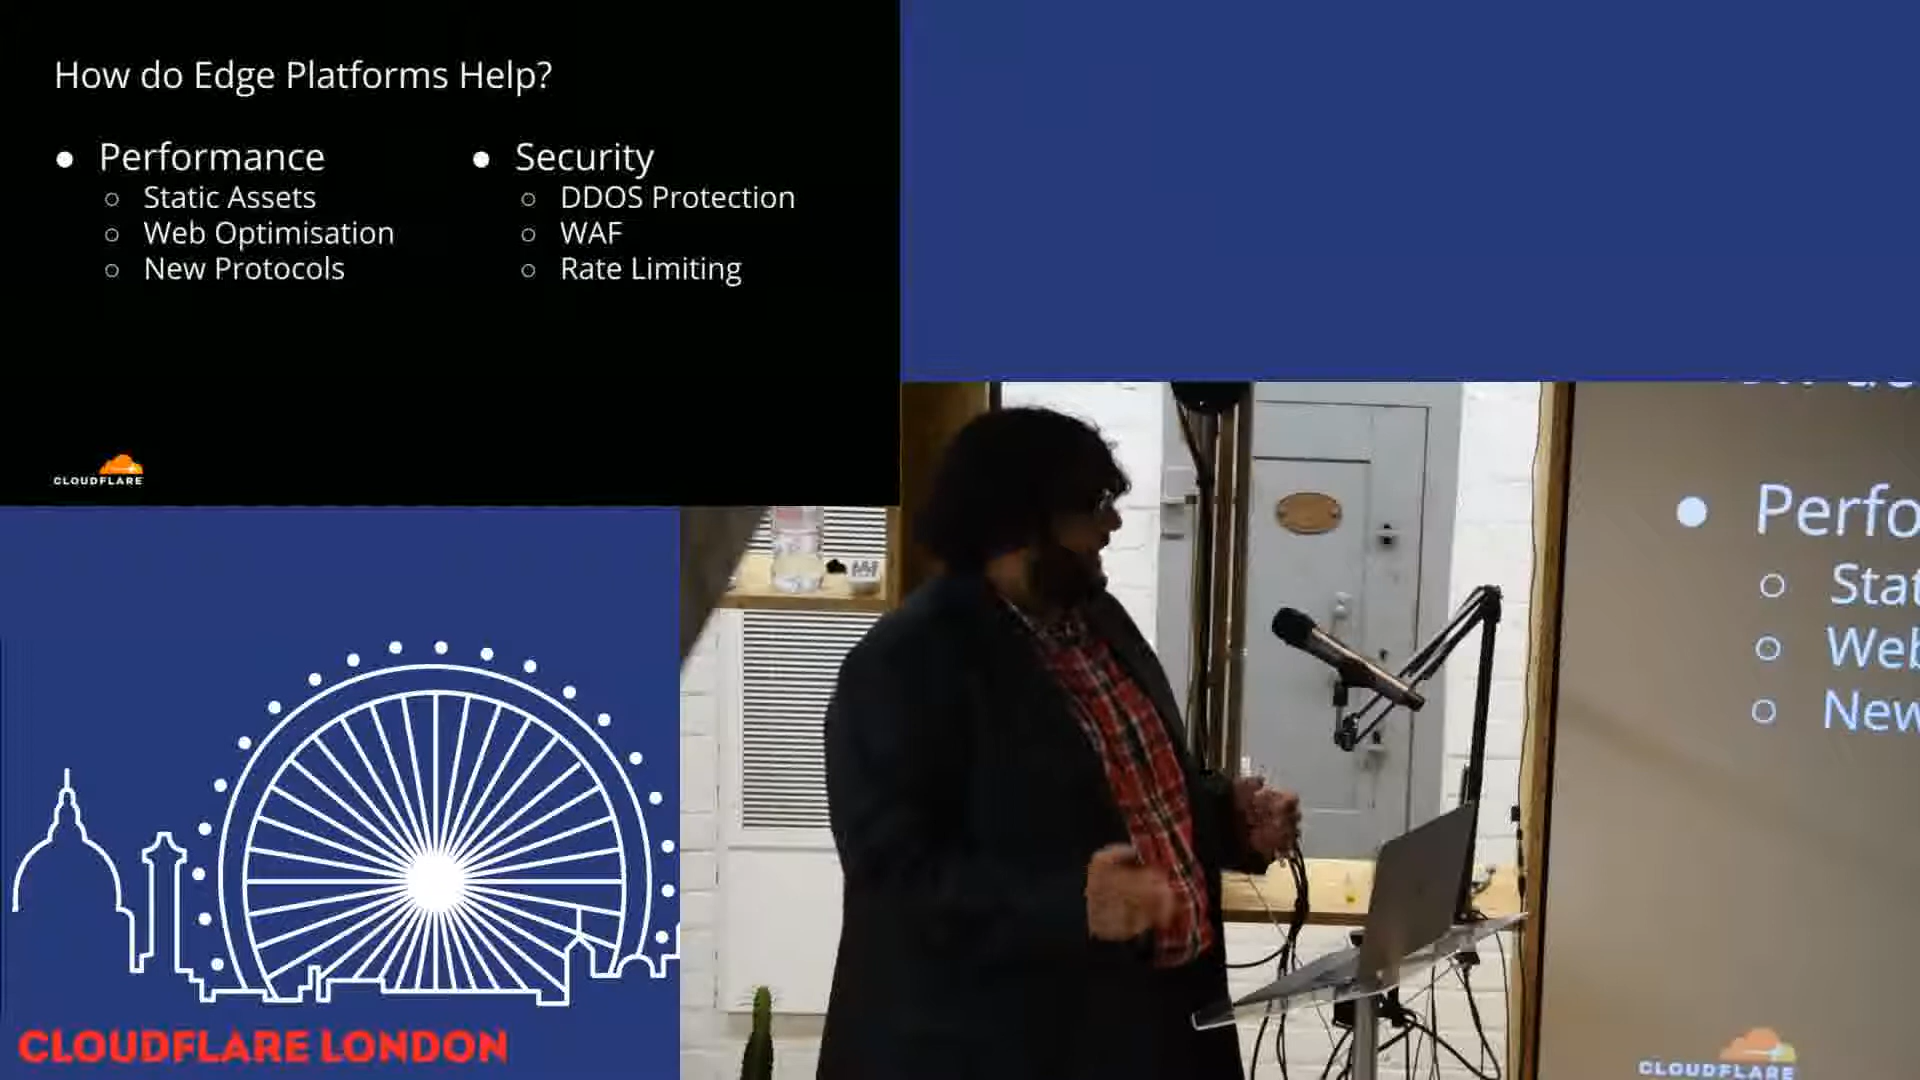 How do Edge Platforms Help?
Performance
Static Assets
Web Optimisation
New Protocols
Security
DDOS Protection
WAF
Rate Limiting
CLOUDFLARE
Perfo
Stat
Web
New
CLOUDFLARE
CLOUDFLARE LONDON